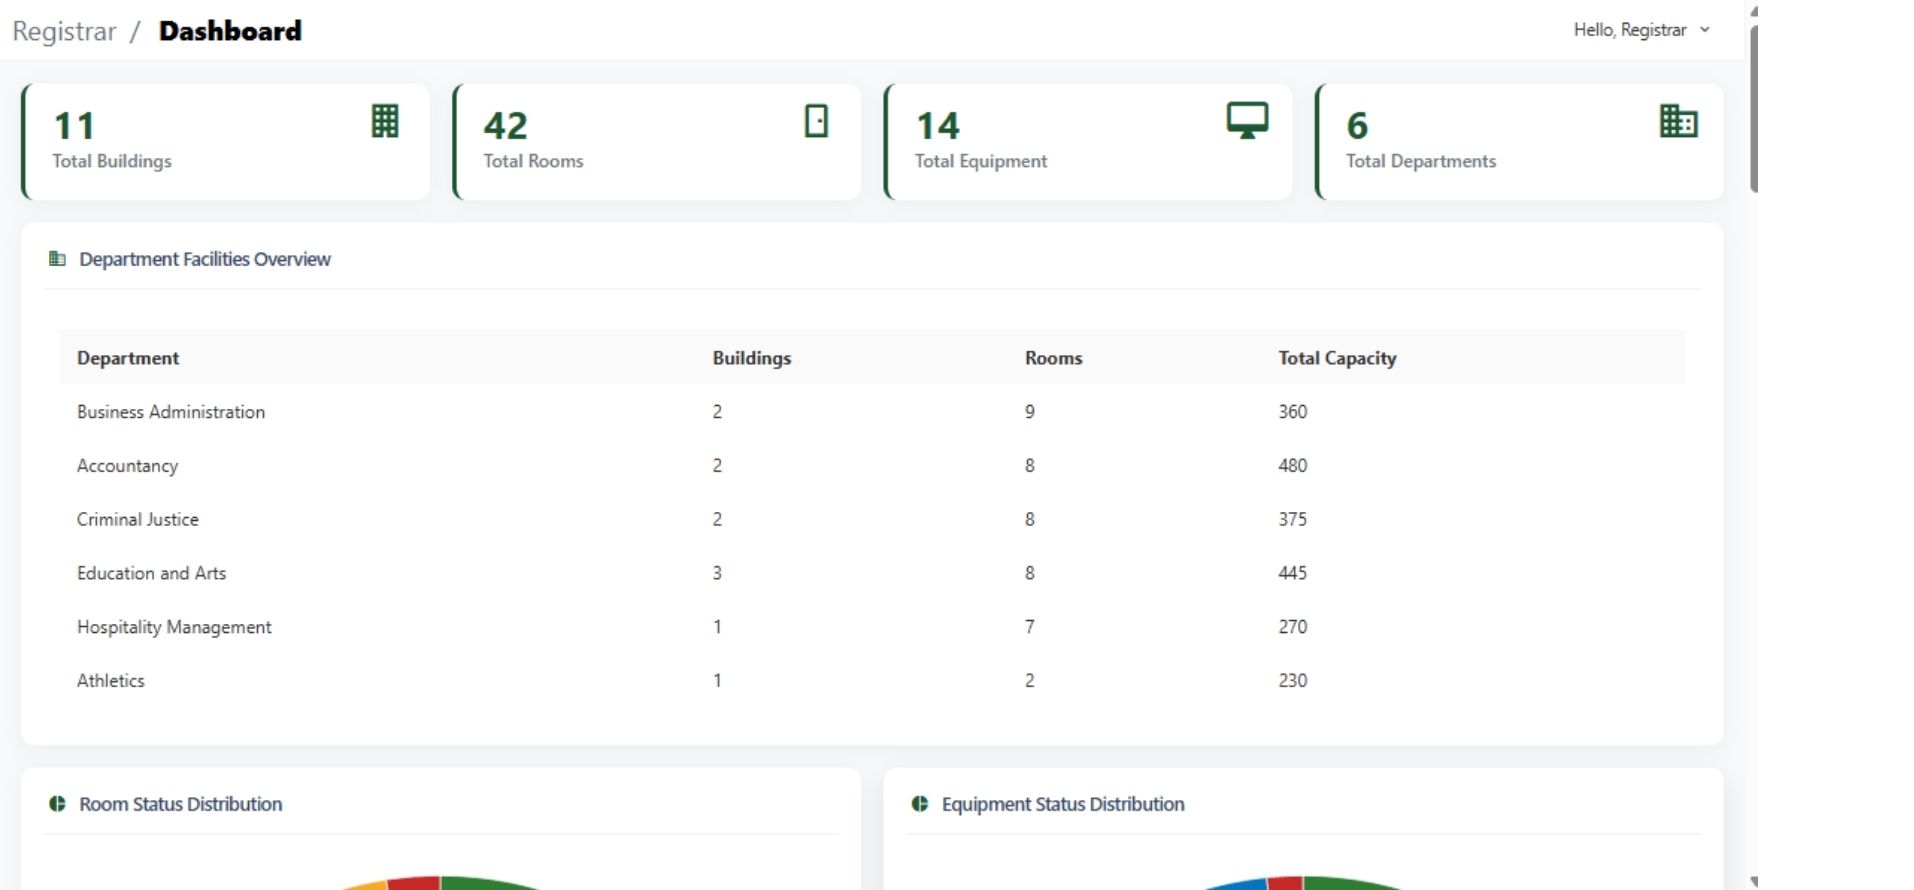 Registrar / Dashboard
Hello, Registrar
11
Total Buildings
42
Total Rooms
14
Total Equipment
6
Total Departments
Department Facilities Overview
Department Buildings Rooms Total Capacity
Business Administration 2 9 360
Accountancy 2 8 480
Criminal Justice 2 8 375
Education and Arts 3 8 445
Hospitality Management 1 7 270
Athletics 1 2 230
Room Status Distribution
Equipment Status Distribution